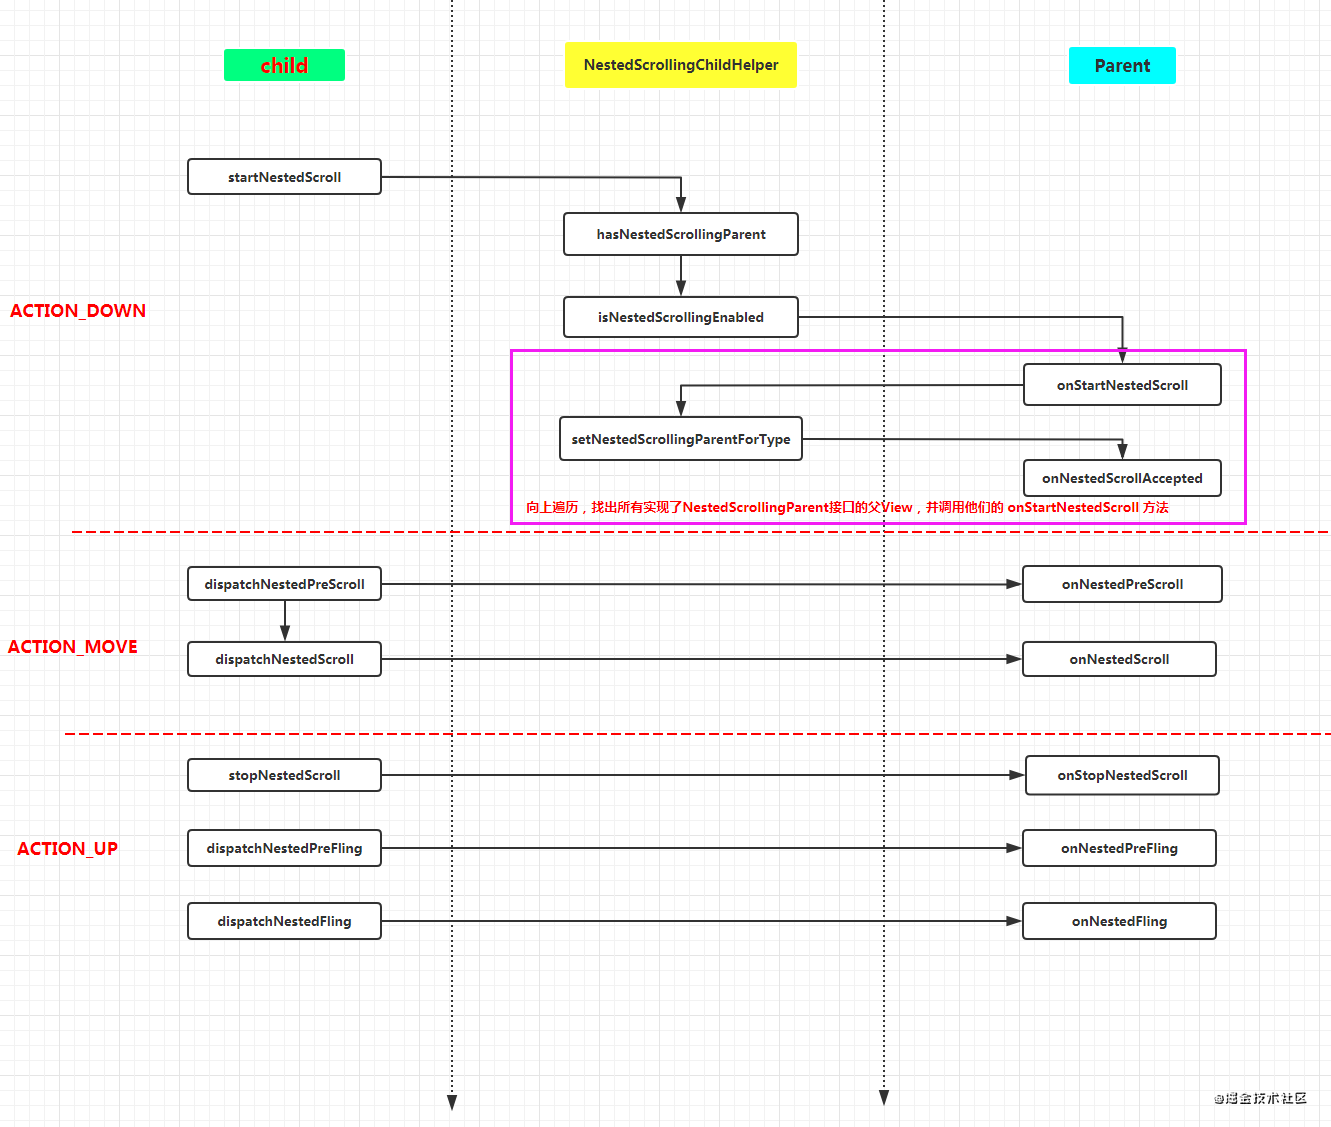 child
NestedScrollingChildHelper
Parent
startNestedScroll
hasNestedScrollingParent
ACTION_DOWN
isNestedScrollingEnabled
onStartNestedScroll
setNestedScrollingParentForType
onNestedScrollAccepted
向上遍历，找出所有实现了NestedScrollingParent接口的父View，并调用他们的 onStartNestedScroll 方法
dispatchNestedPreScroll
onNestedPreScroll
ACTION_MOVE
dispatchNestedScroll
onNestedScroll
stopNestedScroll
onStopNestedScroll
ACTION_UP
dispatchNestedPreFling
onNestedPreFling
dispatchNestedFling
onNestedFling
@掘金技术社区